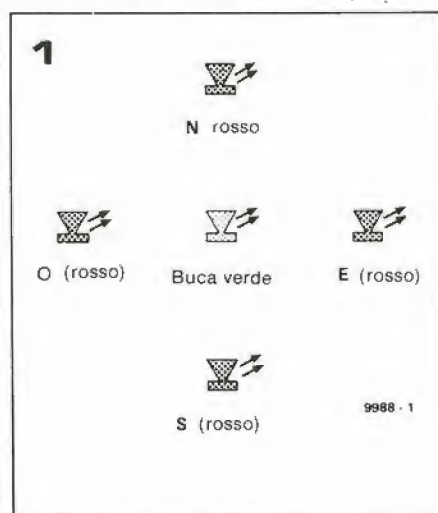 1
N rosso
O (rosso) Buca verde E (rosso)
S (rosso)
9988 - 1